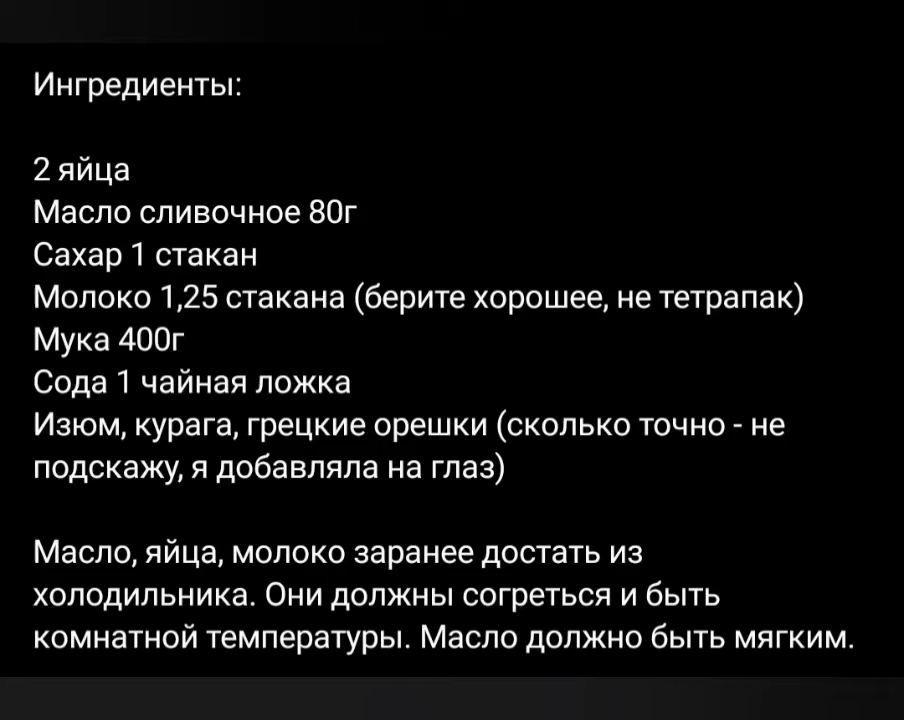 Ингредиенты:
2 яйца
Масло сливочное 80г
Сахар 1 стакан
Молоко 1,25 стакана (берите хорошее, не тетрапак)
Мука 400г
Сода 1 чайная ложка
Изюм, курага, грецкие орешки (сколько точно - не
подскажу, я добавляла на глаз)
Масло, яйца, молоко заранее достать из
холодильника. Они должны согреться и быть
комнатной температуры. Масло должно быть мягким.